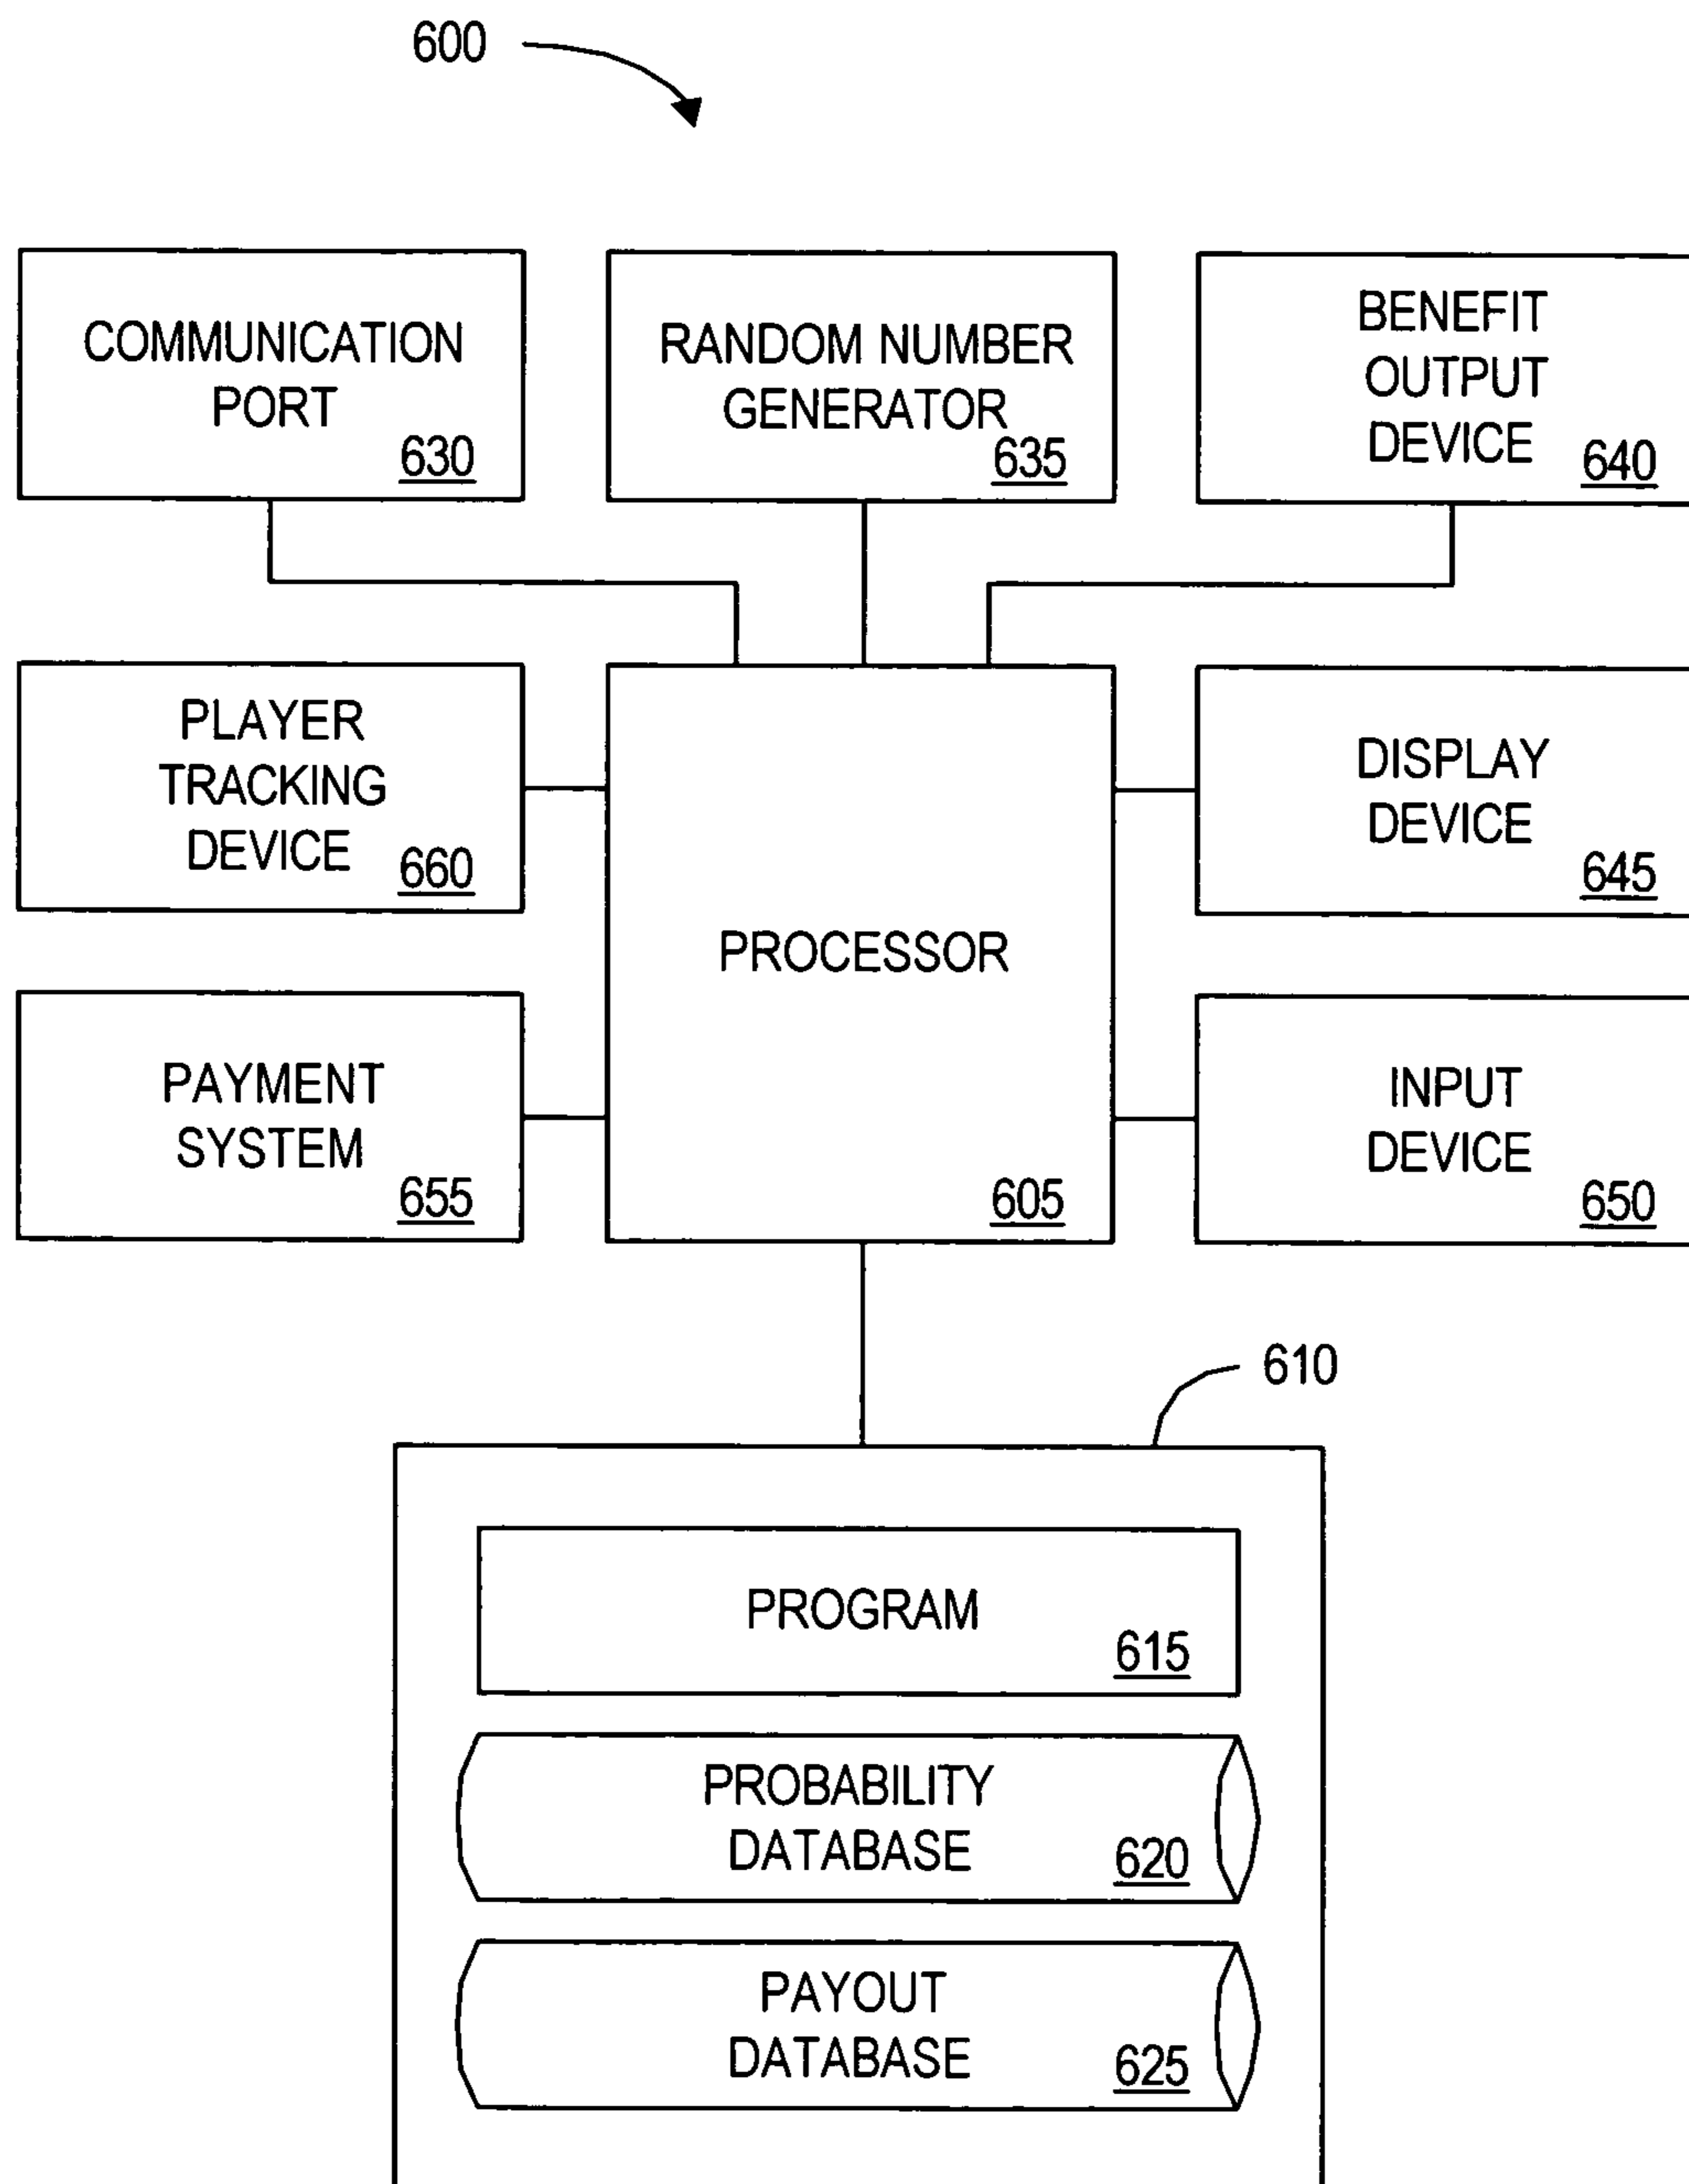 600
COMMUNICATION
PORT
630
RANDOM NUMBER
GENERATOR
635
BENEFIT
OUTPUT
DEVICE
640
PLAYER
TRACKING
DEVICE
660
PROCESSOR
605
DISPLAY
DEVICE
645
PAYMENT
SYSTEM
655
INPUT
DEVICE
650
610
PROGRAM
615
PROBABILITY
DATABASE
620
PAYOUT
DATABASE
625